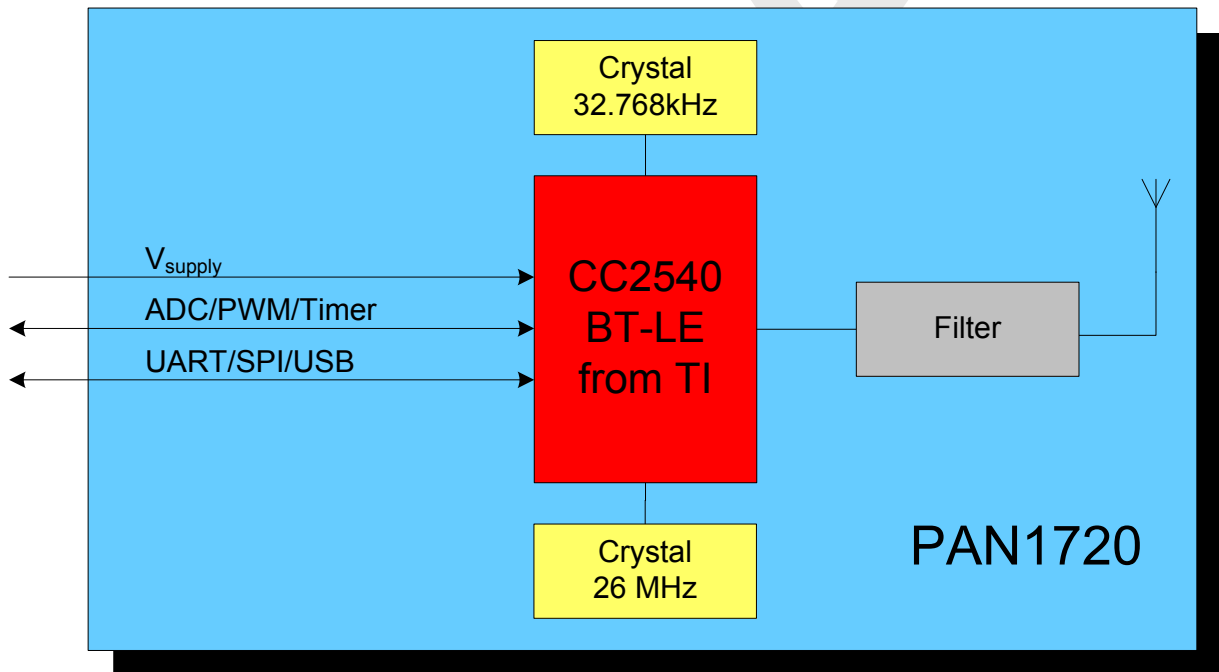 Crystal
32.768kHz
Vsupply
ADC/PWM/Timer
UART/SPI/USB
CC2540
BT-LE
from TI
Filter
Crystal
26 MHz
PAN1720